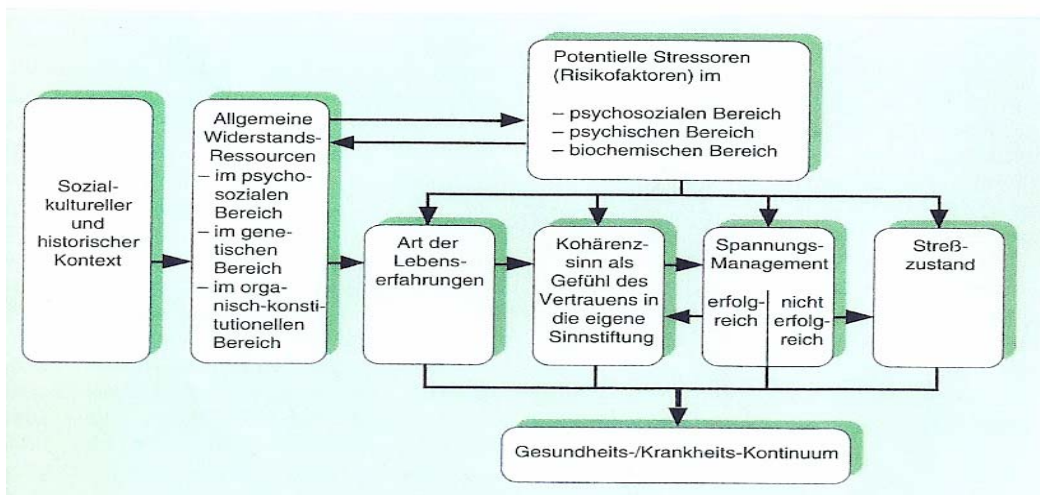 Potentielle Stressoren
(Risikofaktoren) im
– psychosozialen Bereich
– psychischen Bereich
– biochemischen Bereich
Sozial-
kultureller
und
historischer
Kontext
Allgemeine
Widerstands-
Ressourcen
– im psycho-
sozialen
Bereich
– im gene-
tischen
Bereich
– im orga-
nisch-konsti-
tutionellen
Bereich
Art der
Lebens-
erfahrungen
Kohärenz-
sinn als
Gefühl des
Vertrauens in
die eigene
Sinnstiftung
Spannungs-
Management
erfolg-
reich
nicht
erfolg-
reich
Streß-
zustand
Gesundheits-/Krankheits-Kontinuum